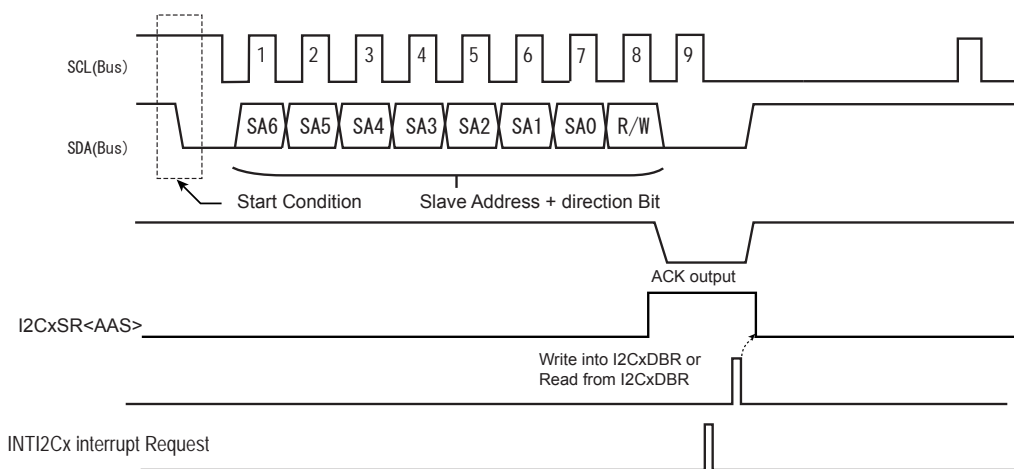 SCL(Bus)
1 2 3 4 5 6 7 8 9
SDA(Bus)
SA6 SA5 SA4 SA3 SA2 SA1 SA0 R/W
Start Condition
Slave Address + direction Bit
ACK output
I2CxSR<AAS>
Write into I2CxDBR or
Read from I2CxDBR
INTI2Cx interrupt Request